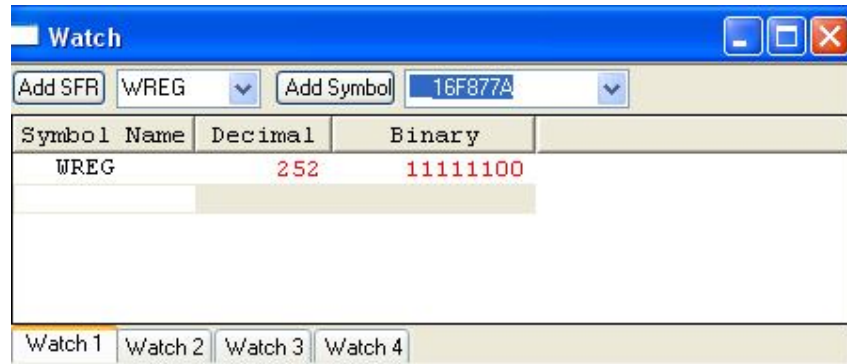 Watch
Add SFR WREG Add Symbol __16F877A
Symbol Name Decimal Binary
WREG 252 11111100
Watch 1 Watch 2 Watch 3 Watch 4